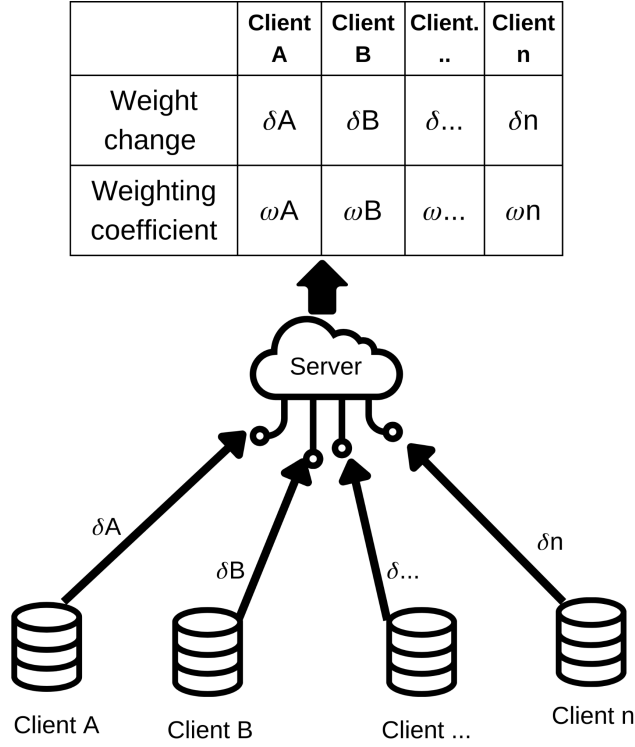 Client Client Client. Client
A B .. n
Weight
change
δA δB δ... δn
Weighting
coefficient
ωA ωB ω... ωn
Server
δA
δB
δ...
δn
Client A
Client B
Client ...
Client n